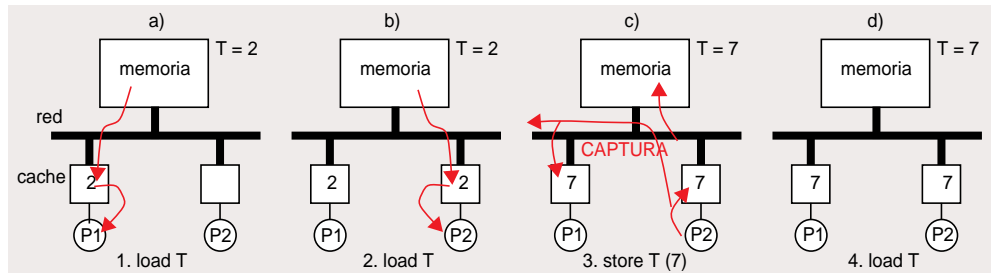 a)
T = 2
memoria
red
cache
2
P1
P2
1. load T
b)
T = 2
memoria
2
2
P1
P2
2. load T
c)
T = 7
memoria
CAPTURA
7
7
P1
P2
3. store T (7)
d)
T = 7
memoria
7
7
P1
P2
4. load T